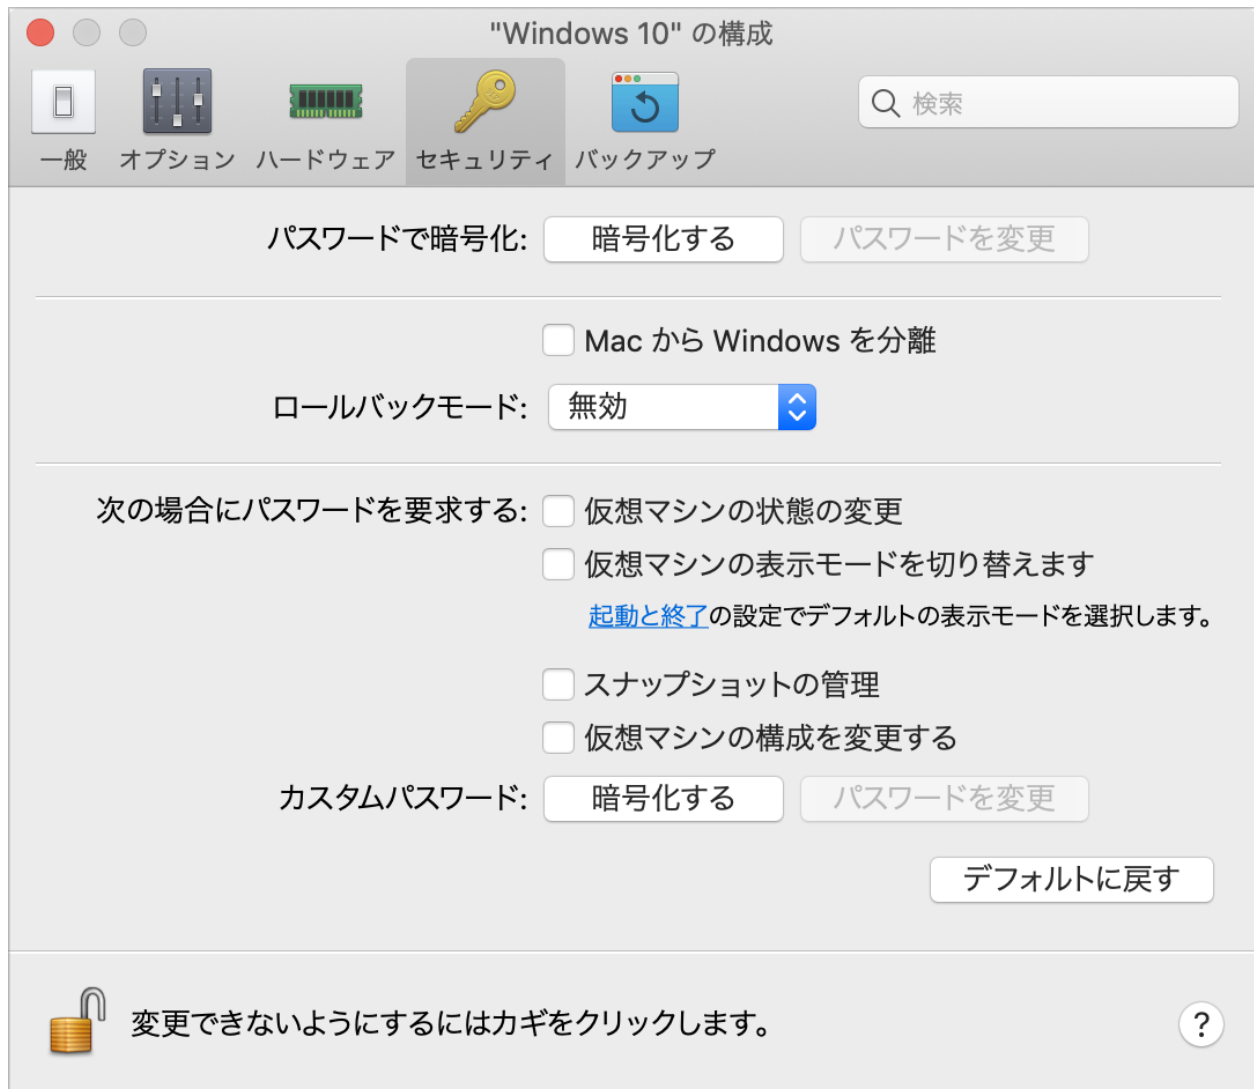 "Windows 10" の構成
一般 オプション ハードウェア セキュリティ バックアップ 検索
パスワードで暗号化: 暗号化する パスワードを変更
Mac から Windows を分離
ロールバックモード: 無効
次の場合にパスワードを要求する: 仮想マシンの状態の変更
仮想マシンの表示モードを切り替えます
起動と終了の設定でデフォルトの表示モードを選択します。
スナップショットの管理
仮想マシンの構成を変更する
カスタムパスワード: 暗号化する パスワードを変更
デフォルトに戻す
変更できないようにするにはカギをクリックします。 ?